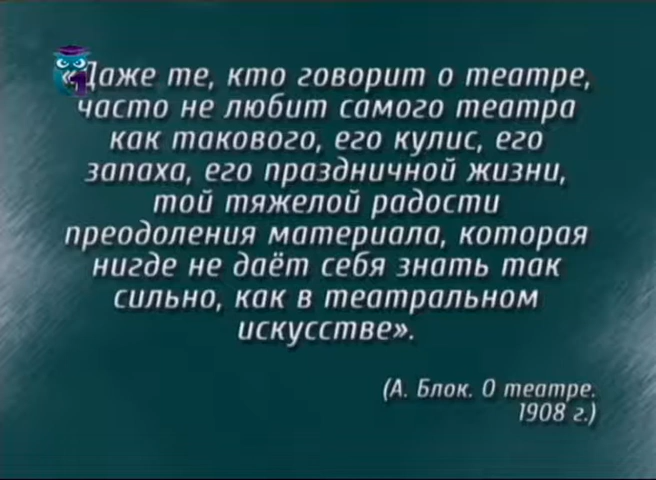 Даже те, кто говорит о театре,
часто не любит самого театра
как такового, его кулис, его
запаха, его праздничной жизни,
той тяжелой радости
преодоления материала, которая
нигде не даёт себя знать так
сильно, как в театральном
искусстве».
(А. Блок. О театре.
1908 г.)